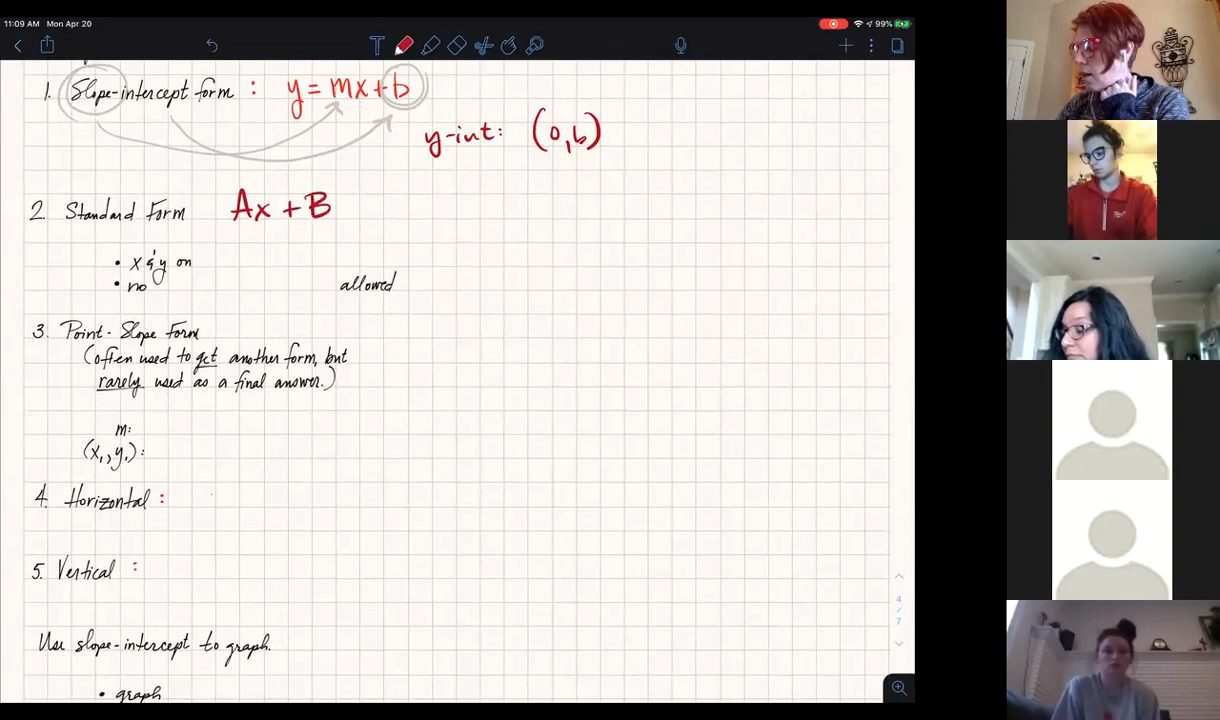 11:09 AM Mon Apr 20
99%
1. Slope-intercept form : y = mx + b
y-int: (0, b)
2. Standard Form Ax + B
• x & y on
• no allowed
3. Point-Slope Form
(often used to get another form, but
rarely used as a final answer.)
m:
(x₁, y₁):
4. Horizontal :
4
/
7
5. Vertical :
Use slope-intercept to graph.
• graph